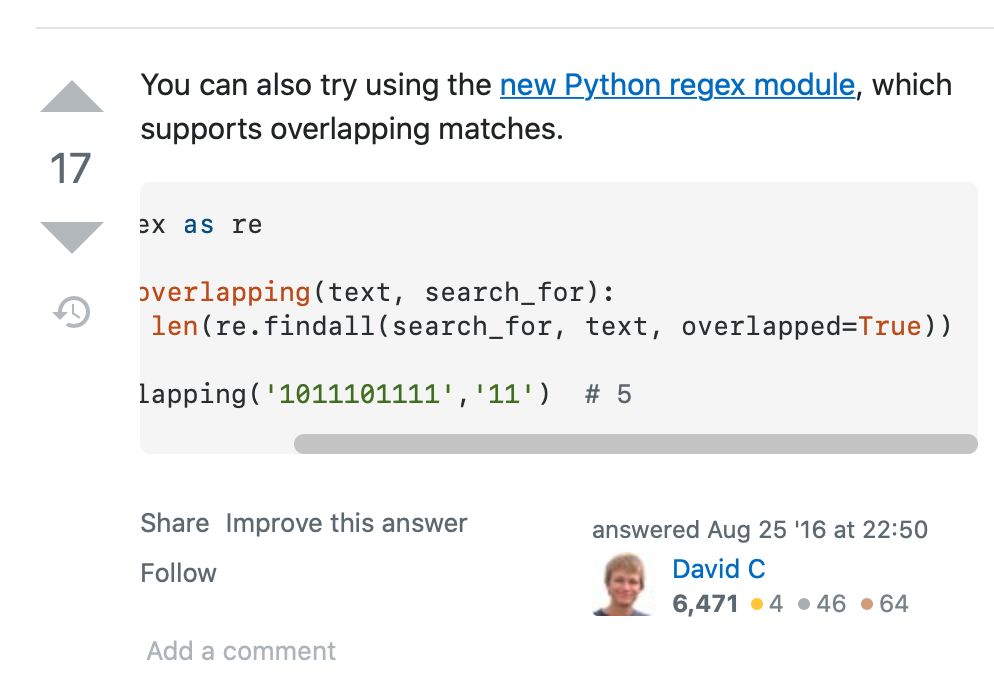 You can also try using the new Python regex module, which
supports overlapping matches.
17
ex as re
overlapping(text, search_for):
len(re.findall(search_for, text, overlapped=True))
lapping('1011101111','11')  # 5
Share Improve this answer
Follow
answered Aug 25 '16 at 22:50
David C
6,471 4 46 64
Add a comment